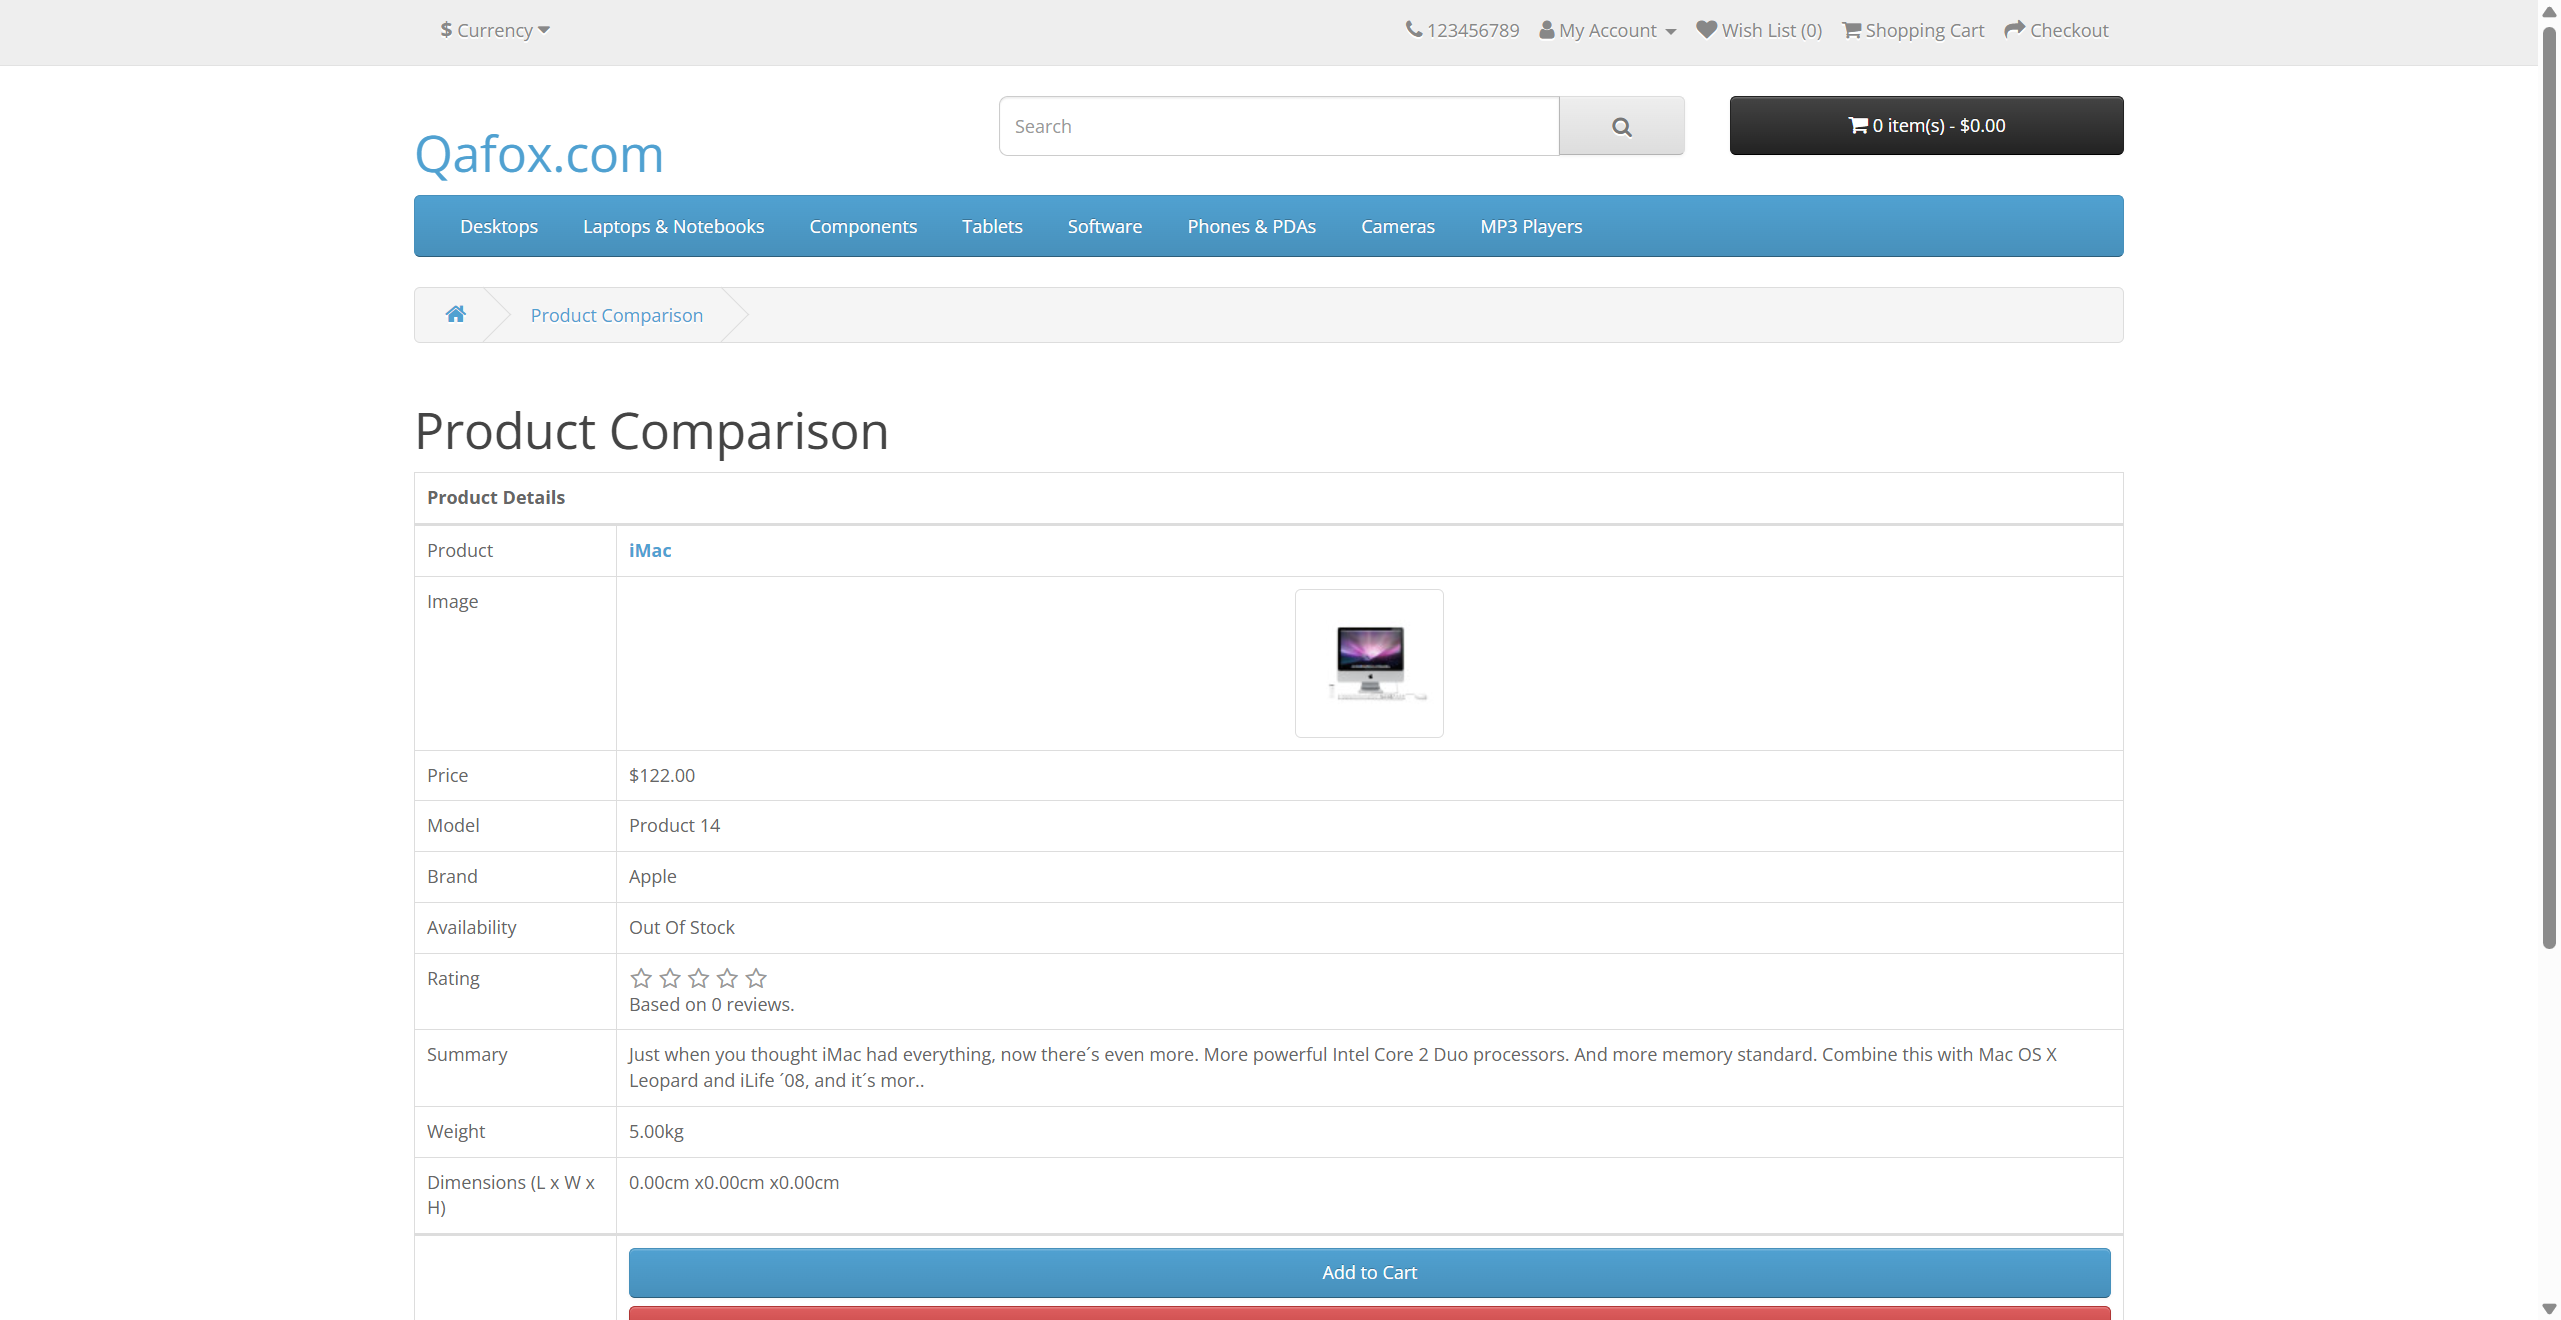 $ Currency
123456789 My Account Wish List (0) Shopping Cart Checkout
Qafox.com
Search
0 item(s) - $0.00
Desktops Laptops & Notebooks Components Tablets Software Phones & PDAs Cameras MP3 Players
Product Comparison
Product Comparison
Product Details
Product iMac
Image
Price $122.00
Model Product 14
Brand Apple
Availability Out Of Stock
Rating
Based on 0 reviews.
Summary Just when you thought iMac had everything, now there´s even more. More powerful Intel Core 2 Duo processors. And more memory standard. Combine this with Mac OS X
Leopard and iLife ´08, and it´s mor..
Weight 5.00kg
Dimensions (L x W x 0.00cm x0.00cm x0.00cm
H)
Add to Cart